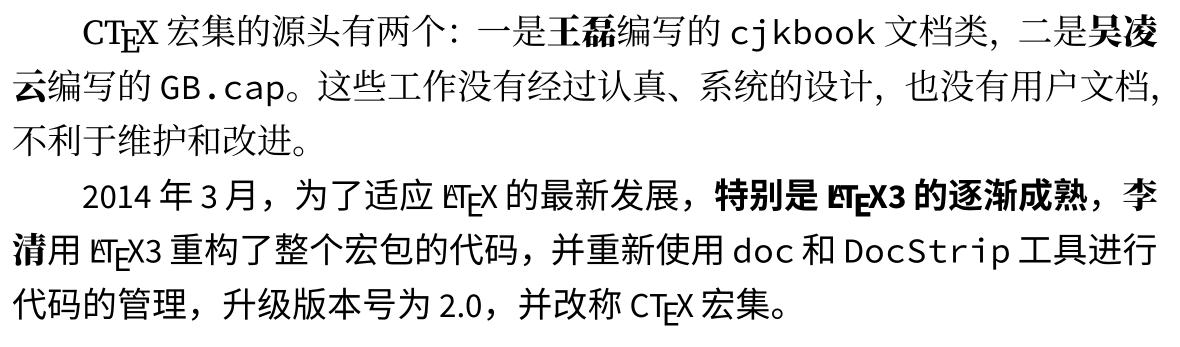 CTEX 宏集的源头有两个：一是王磊编写的 cjkbook 文档类，二是吴凌
云编写的 GB.cap。这些工作没有经过认真、系统的设计，也没有用户文档，
不利于维护和改进。
2014 年 3 月，为了适应 LATEX 的最新发展，特别是 LATEX3 的逐渐成熟，李
清用 LATEX3 重构了整个宏包的代码，并重新使用 doc 和 DocStrip 工具进行
代码的管理，升级版本号为 2.0，并改称 CTEX 宏集。